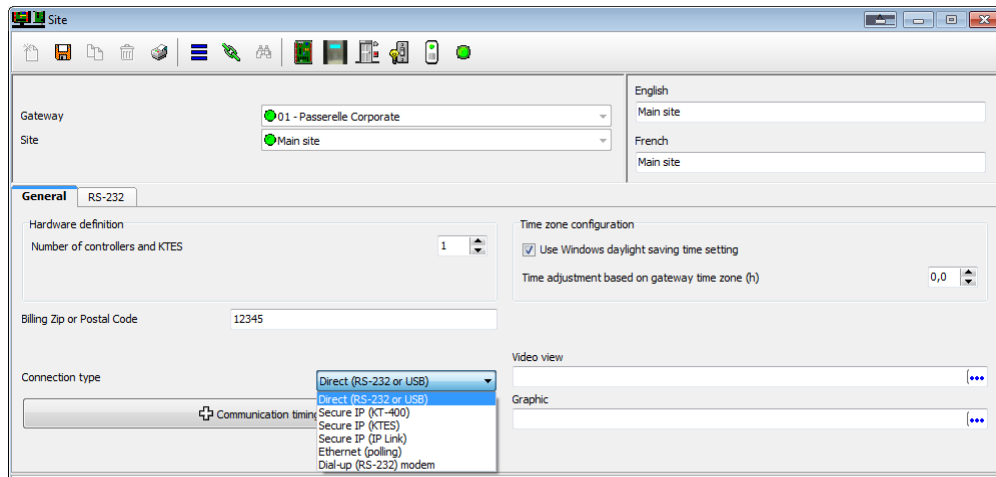 Site
English
Gateway
01 - Passerelle Corporate
Main site
Site
Main site
French
Main site
General
RS-232
Hardware definition
Number of controllers and KTES
1
Time zone configuration
Use Windows daylight saving time setting
Time adjustment based on gateway time zone (h)
0,0
Billing Zip or Postal Code
12345
Video view
Connection type
Direct (RS-232 or USB)
Graphic
Communication timing
Direct (RS-232 or USB)
Secure IP (KT-400)
Secure IP (KTES)
Secure IP (IP Link)
Ethernet (polling)
Dial-up (RS-232) modem